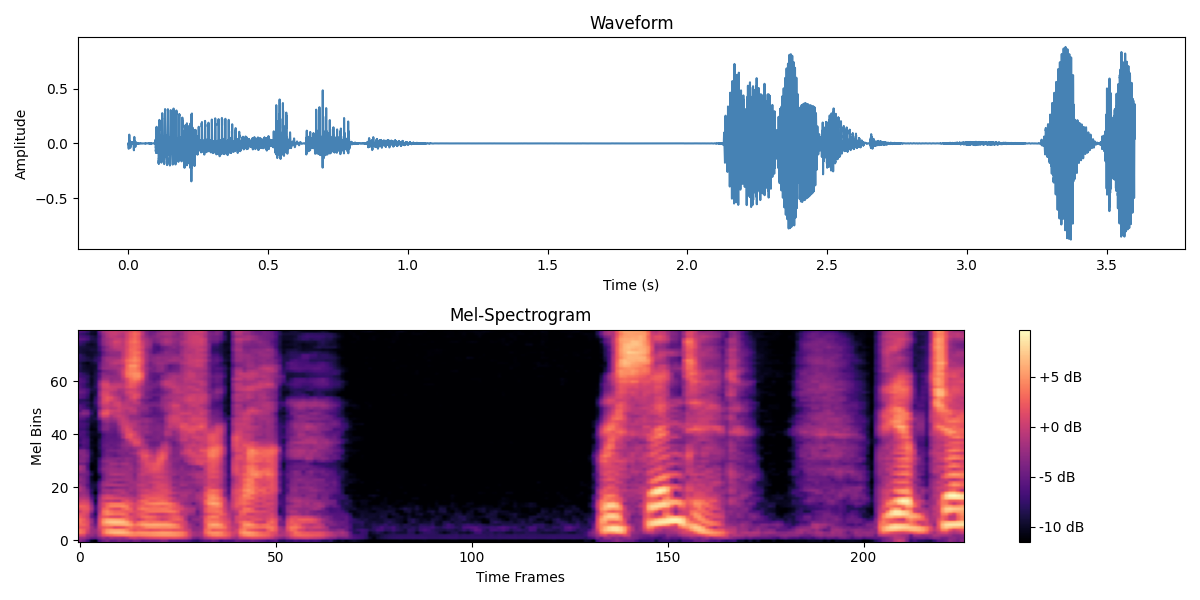 Waveform
Amplitude
0.5
0.0
−0.5
0.0 0.5 1.0 1.5 2.0 2.5 3.0 3.5
Time (s)
Mel-Spectrogram
Mel Bins
60
40
20
0
0 50 100 150 200
Time Frames
+5 dB
+0 dB
-5 dB
-10 dB